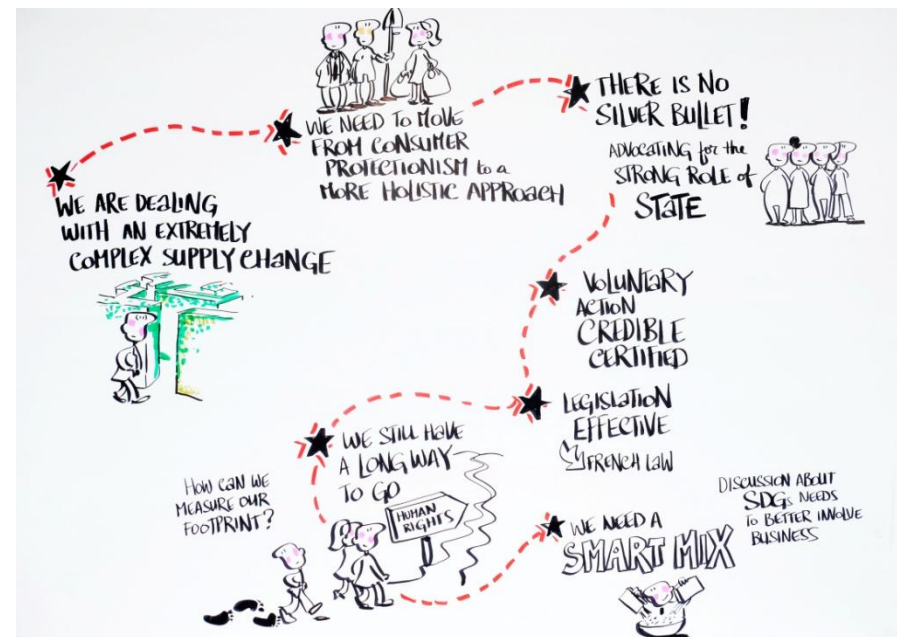 WE ARE DEALING
WITH AN EXTREMELY
COMPLEX SUPPLY CHANGE
WE NEED TO MOVE
FROM CONSUMER
PROTECTIONISM to a
MORE HOLISTIC APPROACH
THERE IS NO
SILVER BULLET!
ADVOCATING for the
STRONG ROLE of
STATE
VOLUNTARY
ACTION
CREDIBLE
CERTIFIED
LEGISLATION
EFFECTIVE
FRENCH LAW
WE STILL HAVE
A LONG WAY
TO GO
HOW CAN WE
MEASURE OUR
FOOTPRINT?
HUMAN
RIGHTS
WE NEED A
SMART MIX
DISCUSSION ABOUT
SDGs NEEDS
TO BETTER INVOLVE
BUSINESS